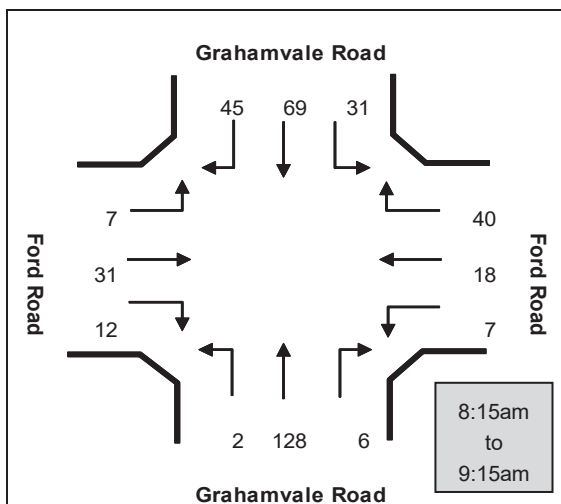 Grahamvale Road
45 69 31
7
40
Ford Road
31
18
Ford Road
12
7
2 128 6
8:15am
to
9:15am
Grahamvale Road